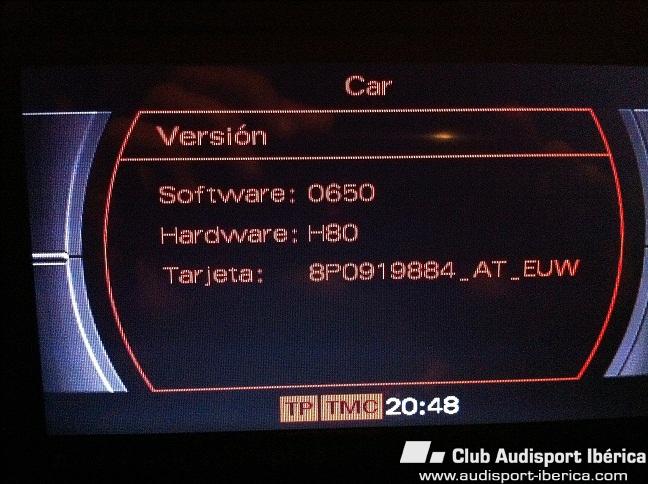 Car
Versión
Software: 0650
Hardware: H80
Tarjeta: 8P0919884_AT_EUW
TP TMC 20:48
Club Audisport Ibérica
www.audisport-iberica.com